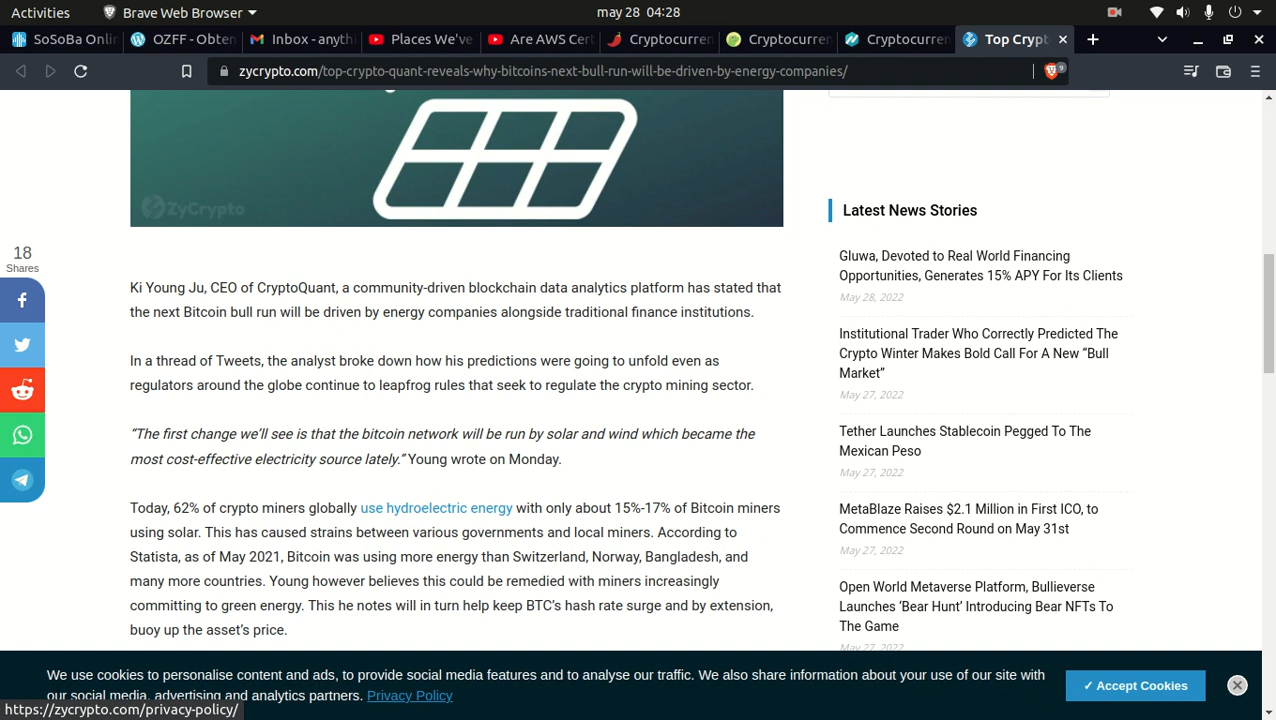 Activities
Brave Web Browser
may 28 04:28
SoSoBa Onli
OZFF - Obten
Inbox - anyth
Places We've
Are AWS Cert
Cryptocurren
Cryptocurren
Cryptocurren
Top Crypt
zycrypto.com/top-crypto-quant-reveals-why-bitcoins-next-bull-run-will-be-driven-by-energy-companies/
9
ZyCrypto
18
Shares
Ki Young Ju, CEO of CryptoQuant, a community-driven blockchain data analytics platform has stated that
the next Bitcoin bull run will be driven by energy companies alongside traditional finance institutions.
In a thread of Tweets, the analyst broke down how his predictions were going to unfold even as
regulators around the globe continue to leapfrog rules that seek to regulate the crypto mining sector.
“The first change we’ll see is that the bitcoin network will be run by solar and wind which became the
most cost-effective electricity source lately.” Young wrote on Monday.
Today, 62% of crypto miners globally use hydroelectric energy with only about 15%-17% of Bitcoin miners
using solar. This has caused strains between various governments and local miners. According to
Statista, as of May 2021, Bitcoin was using more energy than Switzerland, Norway, Bangladesh, and
many more countries. Young however believes this could be remedied with miners increasingly
committing to green energy. This he notes will in turn help keep BTC’s hash rate surge and by extension,
buoy up the asset’s price.
Latest News Stories
Gluwa, Devoted to Real World Financing
Opportunities, Generates 15% APY For Its Clients
May 28, 2022
Institutional Trader Who Correctly Predicted The
Crypto Winter Makes Bold Call For A New “Bull
Market”
May 27, 2022
Tether Launches Stablecoin Pegged To The
Mexican Peso
May 27, 2022
MetaBlaze Raises $2.1 Million in First ICO, to
Commence Second Round on May 31st
May 27, 2022
Open World Metaverse Platform, Bullieverse
Launches ‘Bear Hunt’ Introducing Bear NFTs To
The Game
May 27, 2022
We use cookies to personalise content and ads, to provide social media features and to analyse our traffic. We also share information about your use of our site with
our social media, advertising and analytics partners. Privacy Policy
✓ Accept Cookies
https://zycrypto.com/privacy-policy/